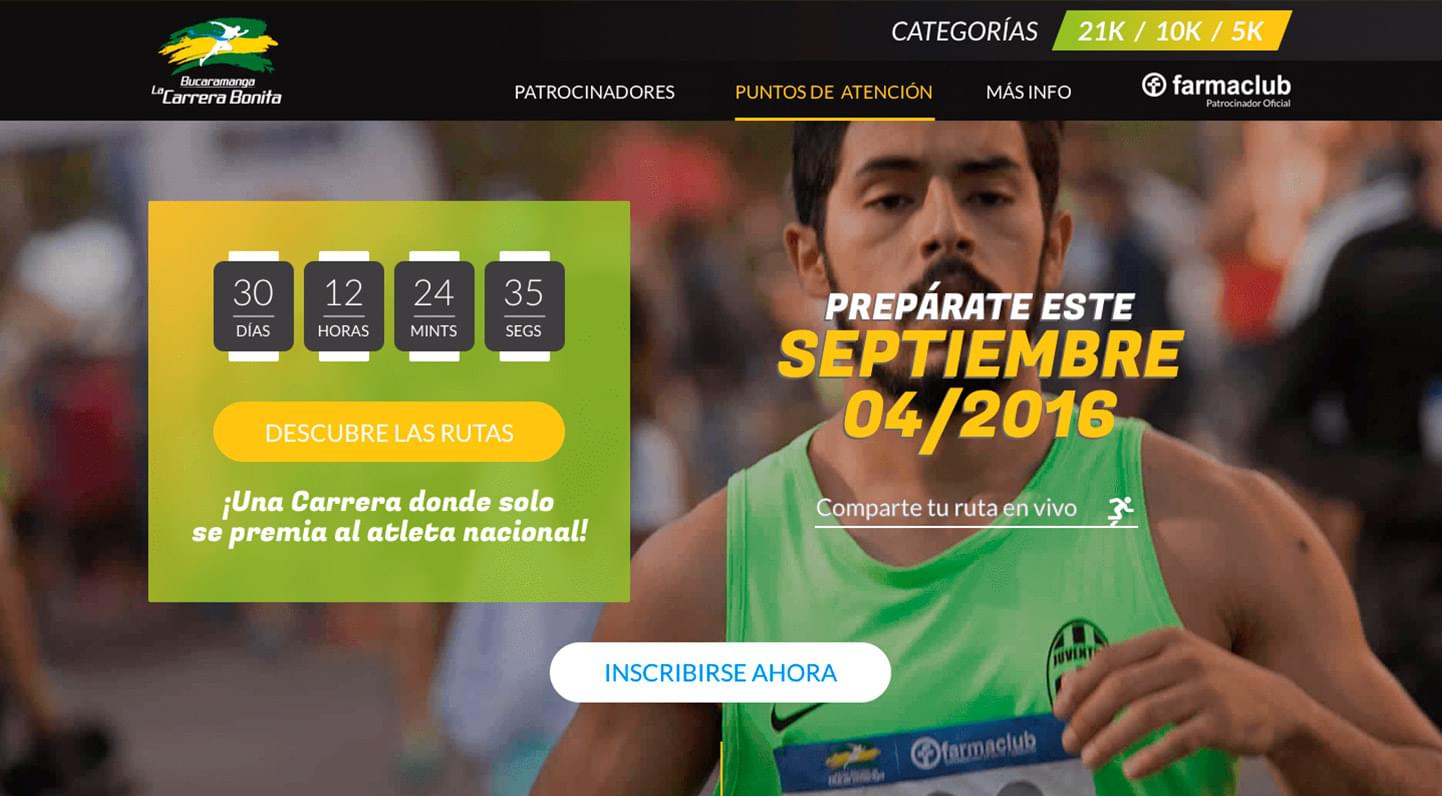 Bucaramanga
La Carrera Bonita
CATEGORÍAS 21K / 10K / 5K
PATROCINADORES PUNTOS DE ATENCIÓN MÁS INFO
farmaclub
Patrocinador Oficial
30 12 24 35
DÍAS HORAS MINTS SEGS
DESCUBRE LAS RUTAS
¡Una Carrera donde solo
se premia al atleta nacional!
PREPÁRATE ESTE
SEPTIEMBRE
04/2016
Comparte tu ruta en vivo
INSCRIBIRSE AHORA
farmaclub